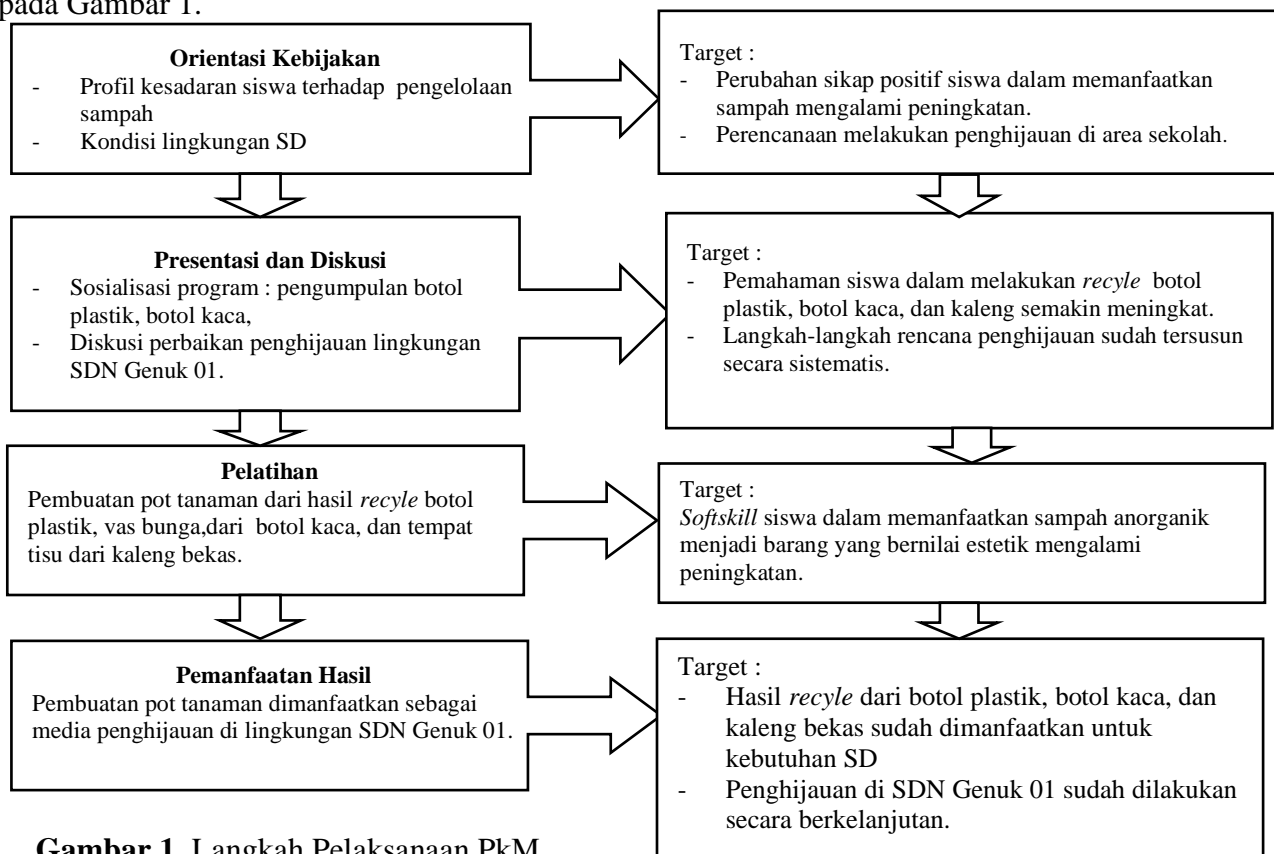 pada Gambar 1.
Orientasi Kebijakan
- Profil kesadaran siswa terhadap pengelolaan
sampah
- Kondisi lingkungan SD
Target :
- Perubahan sikap positif siswa dalam memanfaatkan
sampah mengalami peningkatan.
- Perencanaan melakukan penghijauan di area sekolah.
Presentasi dan Diskusi
- Sosialisasi program : pengumpulan botol
plastik, botol kaca,
- Diskusi perbaikan penghijauan lingkungan
SDN Genuk 01.
Target :
- Pemahaman siswa dalam melakukan recyle botol
plastik, botol kaca, dan kaleng semakin meningkat.
- Langkah-langkah rencana penghijauan sudah tersusun
secara sistematis.
Pelatihan
Pembuatan pot tanaman dari hasil recyle botol
plastik, vas bunga,dari botol kaca, dan tempat
tisu dari kaleng bekas.
Target :
Softskill siswa dalam memanfaatkan sampah anorganik
menjadi barang yang bernilai estetik mengalami
peningkatan.
Pemanfaatan Hasil
Pembuatan pot tanaman dimanfaatkan sebagai
media penghijauan di lingkungan SDN Genuk 01.
Target :
- Hasil recyle dari botol plastik, botol kaca, dan
kaleng bekas sudah dimanfaatkan untuk
kebutuhan SD
- Penghijauan di SDN Genuk 01 sudah dilakukan
secara berkelanjutan.
Gambar 1. Langkah Pelaksanaan PkM